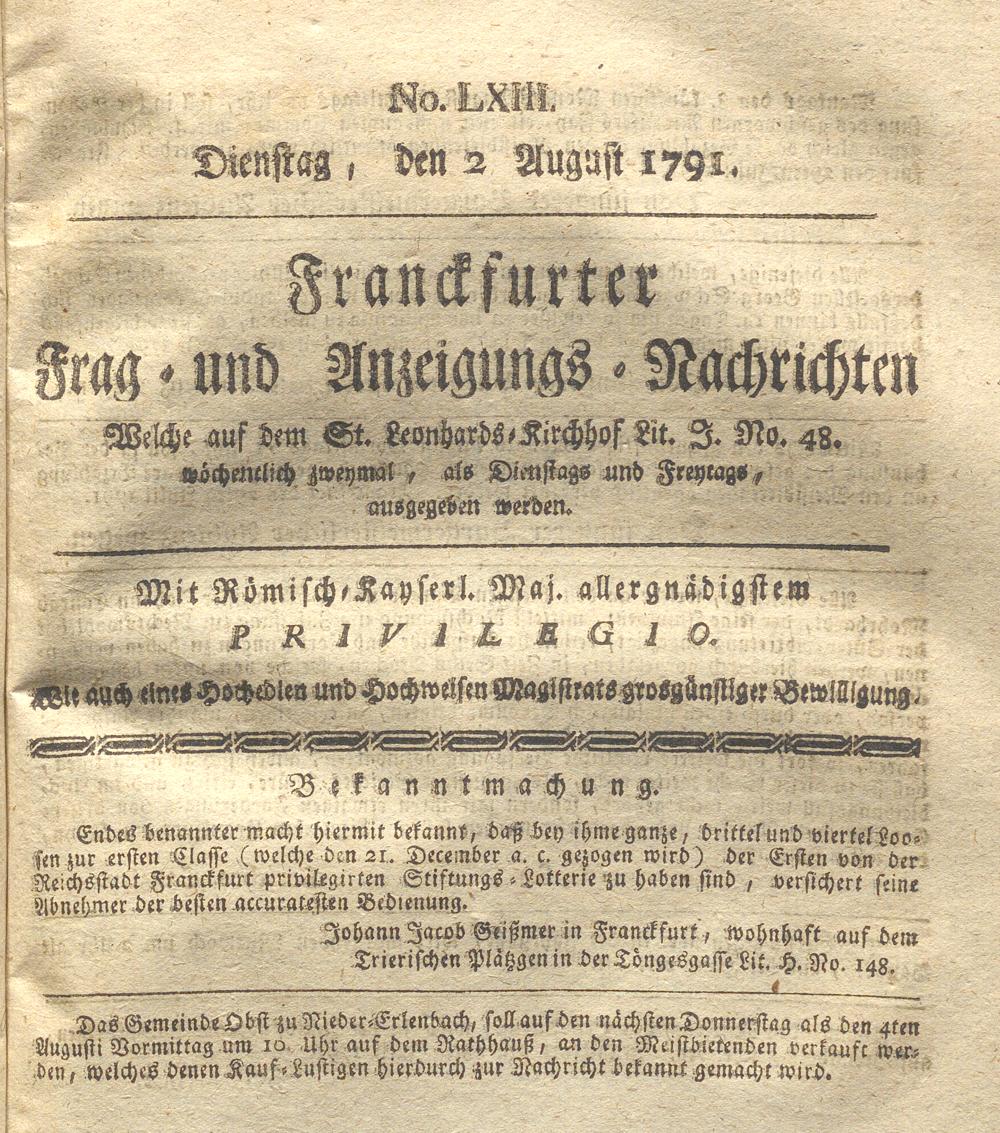 No. LXIII.
Dienstag, den 2 August 1791.
Franckfurter
Frag- und Anzeigungs-Nachrichten
Welche auf dem St. Leonhards-Kirchhof Lit. J. No. 48.
wöchentlich zweymal, als Dienstags und Freytags,
ausgegeben werden.
Mit Römisch-Kayserl. Maj. allergnädigstem
PRIVILEGIO.
Wie auch eines Hochedlen und Hochweisen Magistrats grosgünstiger Bewilligung.
Bekanntmachung.
Endes benannter macht hiermit bekannt, daß bey ihme ganze, drittel und viertel Loo-
sen zur ersten Classe (welche den 21. December a. c. gezogen wird) der Ersten von der
Reichsstadt Franckfurt privilegirten Stiftungs-Lotterie zu haben sind, versichert seine
Abnehmer der besten accuratesten Bedienung.
Johann Jacob Geißmer in Franckfurt, wohnhaft auf dem
Trierischen Plätzgen in der Töngesgasse Lit. H. No. 148.
Das Gemeinde Obst zu Nieder-Erlenbach, soll auf den nächsten Donnerstag als den 4ten
Augusti Vormittag um 10. Uhr auf dem Rathhauß, an den Meistbietenden verkauft wer-
den, welches denen Kauf-Lustigen hierdurch zur Nachricht bekannt gemacht wird.